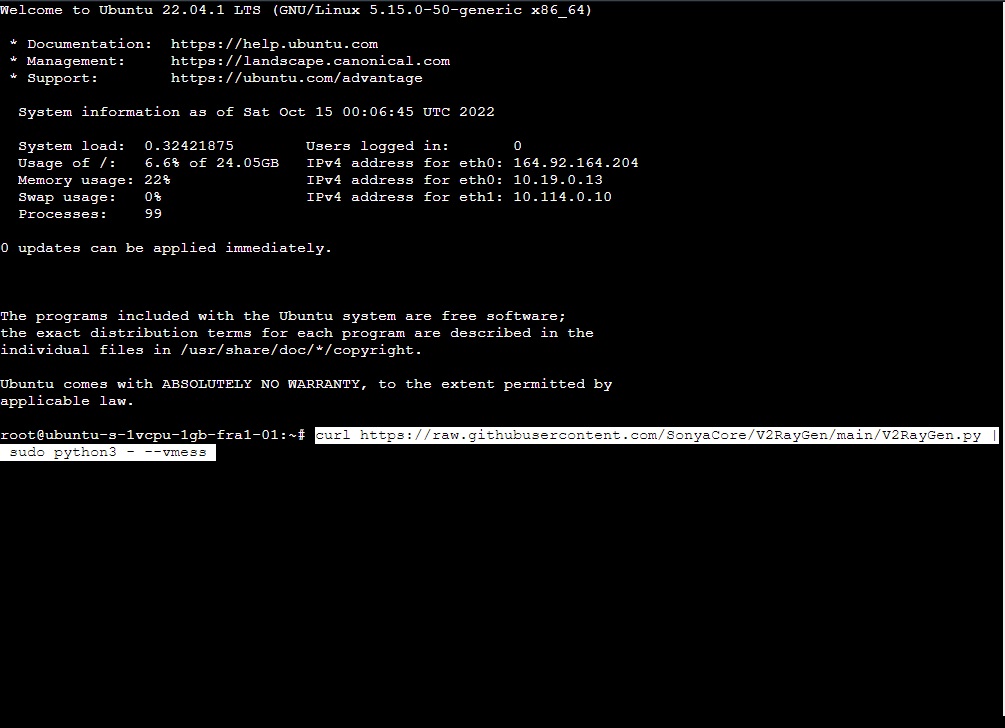 Welcome to Ubuntu 22.04.1 LTS (GNU/Linux 5.15.0-50-generic x86_64)
* Documentation: https://help.ubuntu.com
* Management: https://landscape.canonical.com
* Support: https://ubuntu.com/advantage
System information as of Sat Oct 15 00:06:45 UTC 2022
System load: 0.32421875 Users logged in: 0
Usage of /: 6.6% of 24.05GB IPv4 address for eth0: 164.92.164.204
Memory usage: 22% IPv4 address for eth0: 10.19.0.13
Swap usage: 0% IPv4 address for eth1: 10.114.0.10
Processes: 99
0 updates can be applied immediately.
The programs included with the Ubuntu system are free software;
the exact distribution terms for each program are described in the
individual files in /usr/share/doc/*/copyright.
Ubuntu comes with ABSOLUTELY NO WARRANTY, to the extent permitted by
applicable law.
root@ubuntu-s-1vcpu-1gb-fra1-01:~# curl https://raw.githubusercontent.com/SonyaCore/V2RayGen/main/V2RayGen.py |
sudo python3 - --vmess